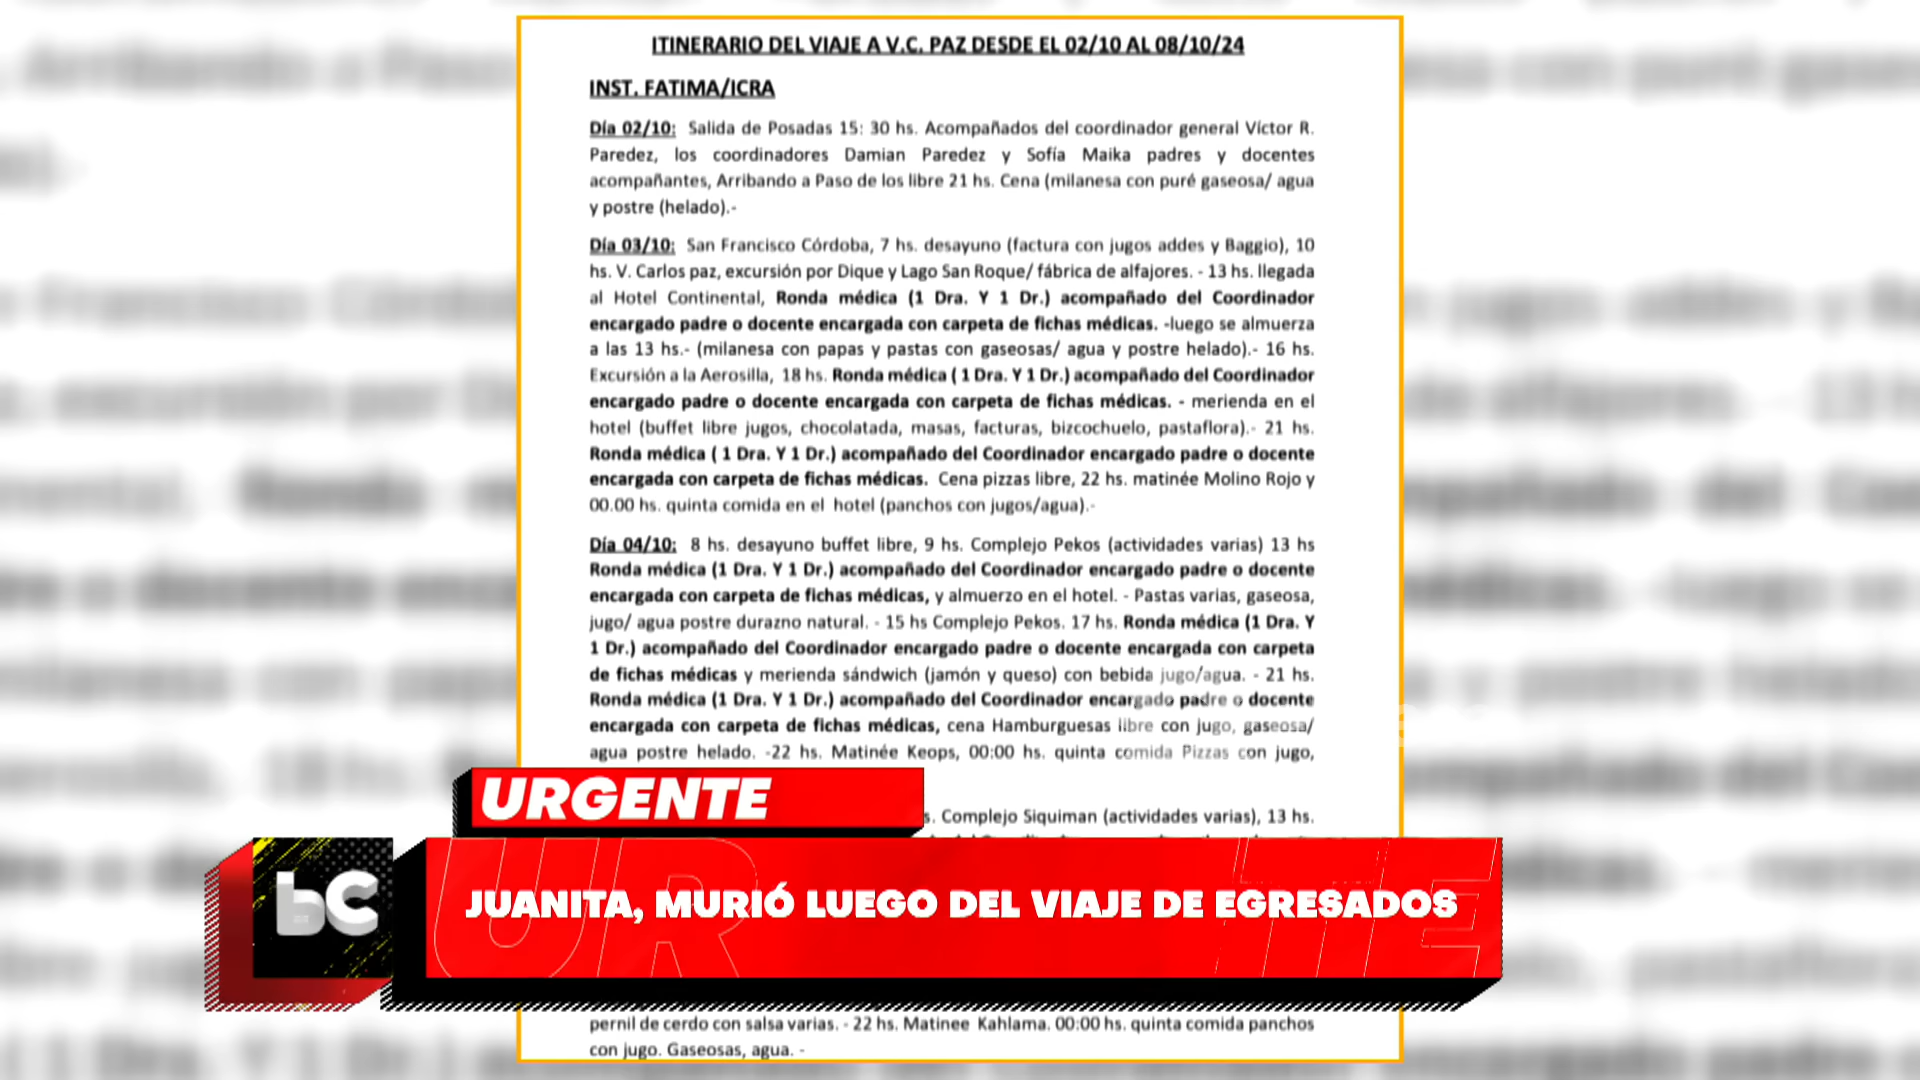 ITINERARIO DEL VIAJE A V.C. PAZ DESDE EL 02/10 AL 08/10/24
INST. FATIMA/ICRA
Día 02/10: Salida de Posadas 15: 30 hs. Acompañados del coordinador general Víctor R.
Paredez, los coordinadores Damian Paredez y Sofía Maika padres y docentes
acompañantes, Arribando a Paso de los libre 21 hs. Cena (milanesa con puré gaseosa/ agua
y postre (helado).-
Día 03/10: San Francisco Córdoba, 7 hs. desayuno (factura con jugos addes y Baggio), 10
hs. V. Carlos paz, excursión por Dique y Lago San Roque/ fábrica de alfajores. - 13 hs. llegada
al Hotel Continental, Ronda médica (1 Dra. Y 1 Dr.) acompañado del Coordinador
encargado padre o docente encargada con carpeta de fichas médicas. -luego se almuerza
a las 13 hs.- (milanesa con papas y pastas con gaseosas/ agua y postre helado).- 16 hs.
Excursión a la Aerosilla, 18 hs. Ronda médica ( 1 Dra. Y 1 Dr.) acompañado del Coordinador
encargado padre o docente encargada con carpeta de fichas médicas. - merienda en el
hotel (buffet libre jugos, chocolatada, masas, facturas, bizcochuelo, pastaflora).- 21 hs.
Ronda médica ( 1 Dra. Y 1 Dr.) acompañado del Coordinador encargado padre o docente
encargada con carpeta de fichas médicas. Cena pizzas libre, 22 hs. matinée Molino Rojo y
00.00 hs. quinta comida en el hotel (panchos con jugos/agua).-
Día 04/10: 8 hs. desayuno buffet libre, 9 hs. Complejo Pekos (actividades varias) 13 hs
Ronda médica (1 Dra. Y 1 Dr.) acompañado del Coordinador encargado padre o docente
encargada con carpeta de fichas médicas, y almuerzo en el hotel. - Pastas varias, gaseosa,
jugo/ agua postre durazno natural. - 15 hs Complejo Pekos. 17 hs. Ronda médica (1 Dra. Y
1 Dr.) acompañado del Coordinador encargado padre o docente encargada con carpeta
de fichas médicas y merienda sándwich (jamón y queso) con bebida jugo/agua. - 21 hs.
Ronda médica (1 Dra. Y 1 Dr.) acompañado del Coordinador encargado padre o docente
encargada con carpeta de fichas médicas, cena Hamburguesas libre con jugo, gaseosa/
agua postre helado. -22 hs. Matinée Keops, 00:00 hs. quinta comida Pizzas con jugo,
URGENTE
s. Complejo Siquiman (actividades varias), 13 hs.
bC
JUANITA, MURIÓ LUEGO DEL VIAJE DE EGRESADOS
pernil de cerdo con salsa varias. - 22 hs. Matinee Kahlama. 00:00 hs. quinta comida panchos
con jugo. Gaseosas, agua. -